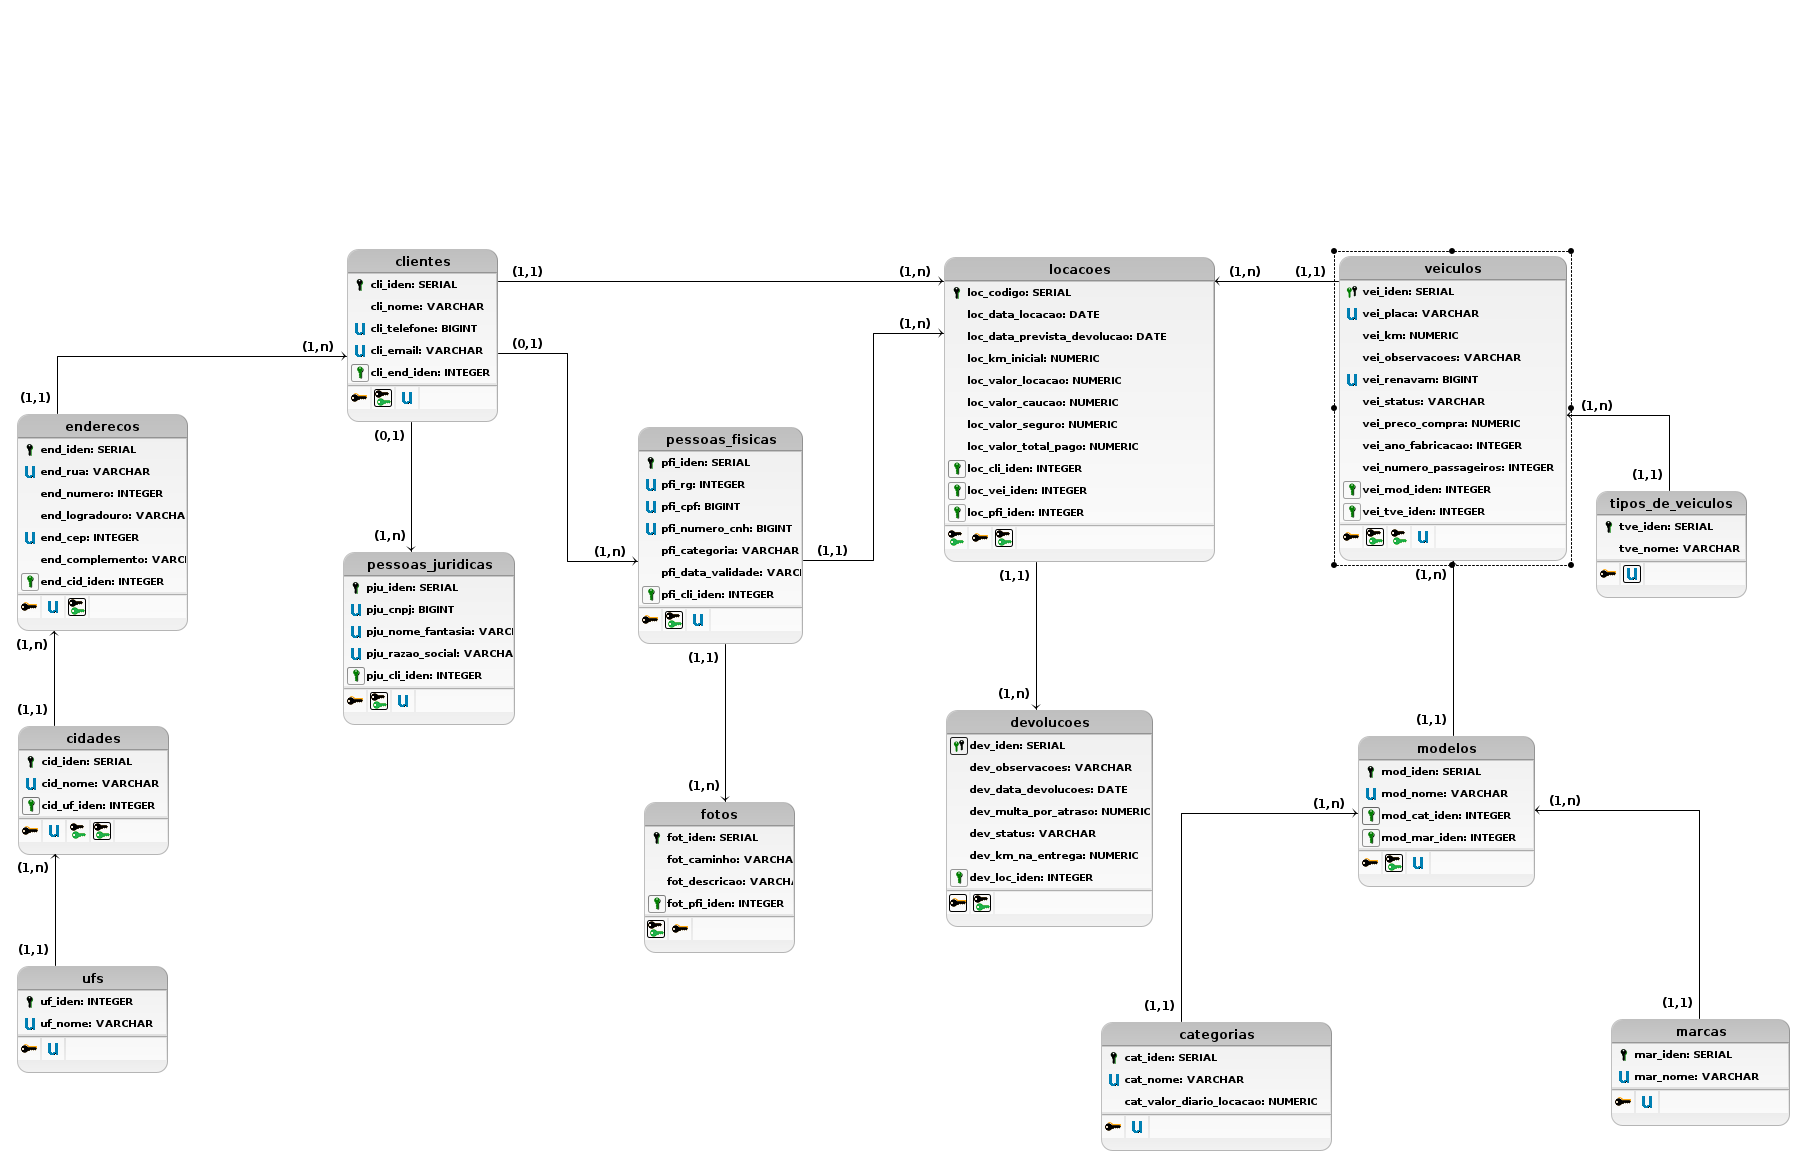 clientes
cli_iden: SERIAL
cli_nome: VARCHAR
U cli_telefone: BIGINT
U cli_email: VARCHAR
cli_end_iden: INTEGER
U
(1,1)
(1,n)
(0,1)
(1,n)
(0,1)
(1,n)
(1,n)
(1,1)
locacoes
loc_codigo: SERIAL
loc_data_locacao: DATE
loc_data_prevista_devolucao: DATE
loc_km_inicial: NUMERIC
loc_valor_locacao: NUMERIC
loc_valor_caucao: NUMERIC
loc_valor_seguro: NUMERIC
loc_valor_total_pago: NUMERIC
loc_cli_iden: INTEGER
loc_vei_iden: INTEGER
loc_pfi_iden: INTEGER
(1,n)
(1,n)
(1,1)
veiculos
vei_iden: SERIAL
U vei_placa: VARCHAR
vei_km: NUMERIC
vei_observacoes: VARCHAR
U vei_renavam: BIGINT
vei_status: VARCHAR
vei_preco_compra: NUMERIC
vei_ano_fabricacao: INTEGER
vei_numero_passageiros: INTEGER
vei_mod_iden: INTEGER
vei_tve_iden: INTEGER
U
(1,n)
(1,1)
tipos_de_veiculos
tve_iden: SERIAL
tve_nome: VARCHAR
U
enderecos
end_iden: SERIAL
U end_rua: VARCHAR
end_numero: INTEGER
end_logradouro: VARCHA
U end_cep: INTEGER
end_complemento: VARC
end_cid_iden: INTEGER
U
(1,n)
(1,1)
pessoas_fisicas
pfi_iden: SERIAL
U pfi_rg: INTEGER
U pfi_cpf: BIGINT
U pfi_numero_cnh: BIGINT
pfi_categoria: VARCHAR
pfi_data_validade: VARC
pfi_cli_iden: INTEGER
U
(1,1)
(1,1)
(1,n)
pessoas_juridicas
pju_iden: SERIAL
U pju_cnpj: BIGINT
U pju_nome_fantasia: VARC
U pju_razao_social: VARCHA
pju_cli_iden: INTEGER
U
(1,1)
(1,n)
devolucoes
dev_iden: SERIAL
dev_observacoes: VARCHAR
dev_data_devolucoes: DATE
dev_multa_por_atraso: NUMERIC
dev_status: VARCHAR
dev_km_na_entrega: NUMERIC
dev_loc_iden: INTEGER
(1,n)
(1,1)
modelos
mod_iden: SERIAL
U mod_nome: VARCHAR
mod_cat_iden: INTEGER
mod_mar_iden: INTEGER
U
(1,n)
(1,n)
cidades
cid_iden: SERIAL
U cid_nome: VARCHAR
cid_uf_iden: INTEGER
U
(1,n)
(1,1)
fotos
fot_iden: SERIAL
fot_caminho: VARCHA
fot_descricao: VARCH
fot_pfi_iden: INTEGER
ufs
uf_iden: INTEGER
U uf_nome: VARCHAR
U
(1,1)
categorias
cat_iden: SERIAL
U cat_nome: VARCHAR
cat_valor_diario_locacao: NUMERIC
U
(1,1)
marcas
mar_iden: SERIAL
U mar_nome: VARCHAR
U